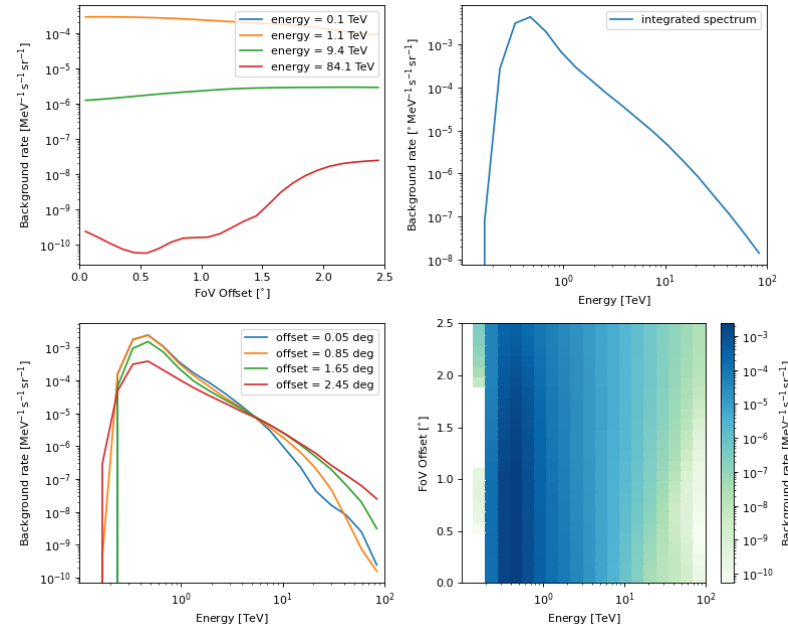 energy = 0.1 TeV
energy = 1.1 TeV
energy = 9.4 TeV
energy = 84.1 TeV
10⁻⁴
10⁻⁵
10⁻⁶
10⁻⁷
10⁻⁸
10⁻⁹
10⁻¹⁰
Background rate [MeV⁻¹ s⁻¹ sr⁻¹]
0.0 0.5 1.0 1.5 2.0 2.5
FoV Offset [°]
integrated spectrum
10⁻³
10⁻⁴
10⁻⁵
10⁻⁶
10⁻⁷
10⁻⁸
Background rate [°MeV⁻¹ s⁻¹ sr⁻¹]
10⁰ 10¹ 10²
Energy [TeV]
offset = 0.05 deg
offset = 0.85 deg
offset = 1.65 deg
offset = 2.45 deg
10⁻²
10⁻³
10⁻⁴
10⁻⁵
10⁻⁶
10⁻⁷
10⁻⁸
10⁻⁹
10⁻¹⁰
Background rate [MeV⁻¹ s⁻¹ sr⁻¹]
10⁰ 10¹ 10²
Energy [TeV]
2.5
2.0
1.5
1.0
0.5
0.0
FoV Offset [°]
10⁰ 10¹ 10²
Energy [TeV]
10⁻³
10⁻⁴
10⁻⁵
10⁻⁶
10⁻⁷
10⁻⁸
10⁻⁹
10⁻¹⁰
Background rate [MeV⁻¹ s⁻¹ sr⁻¹]